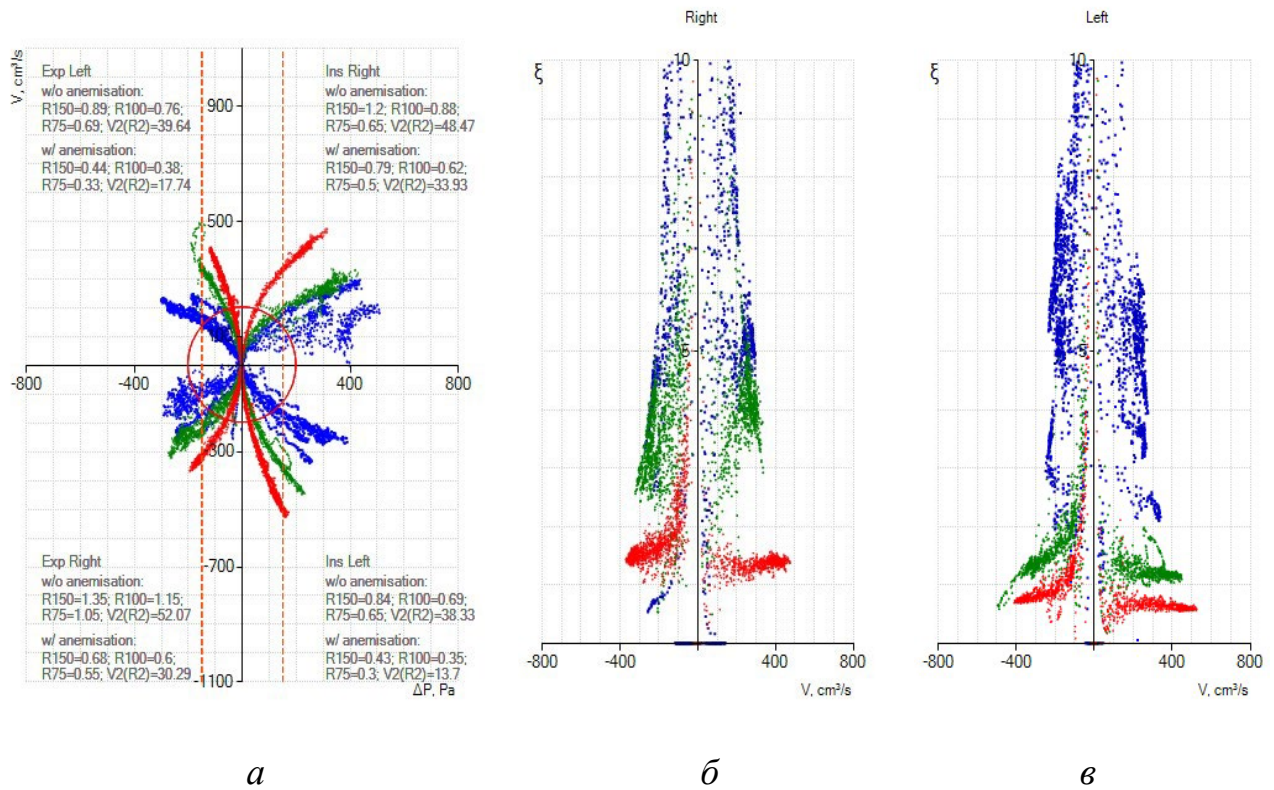 Right
Left
V, cm³/s
Exp Left
w/o anemisation:
R150=0.89; R100=0.76;
R75=0.69; V2(R2)=39.64
w/ anemisation:
R150=0.44; R100=0.38;
R75=0.33; V2(R2)=17.74
Ins Right
w/o anemisation:
R150=1.2; R100=0.88;
R75=0.65; V2(R2)=48.47
w/ anemisation:
R150=0.79; R100=0.62;
R75=0.5; V2(R2)=33.93
900
500
-300
-700
-1100
-800
-400
400
800
ΔP, Pa
Exp Right
w/o anemisation:
R150=1.35; R100=1.15;
R75=1.05; V2(R2)=52.07
w/ anemisation:
R150=0.68; R100=0.6;
R75=0.55; V2(R2)=30.29
Ins Left
w/o anemisation:
R150=0.84; R100=0.69;
R75=0.65; V2(R2)=38.33
w/ anemisation:
R150=0.43; R100=0.35;
R75=0.3; V2(R2)=13.7
ξ
10
5
-800
-400
400
800
V, cm³/s
ξ
10
5
-800
-400
400
800
V, cm³/s
а
б
в